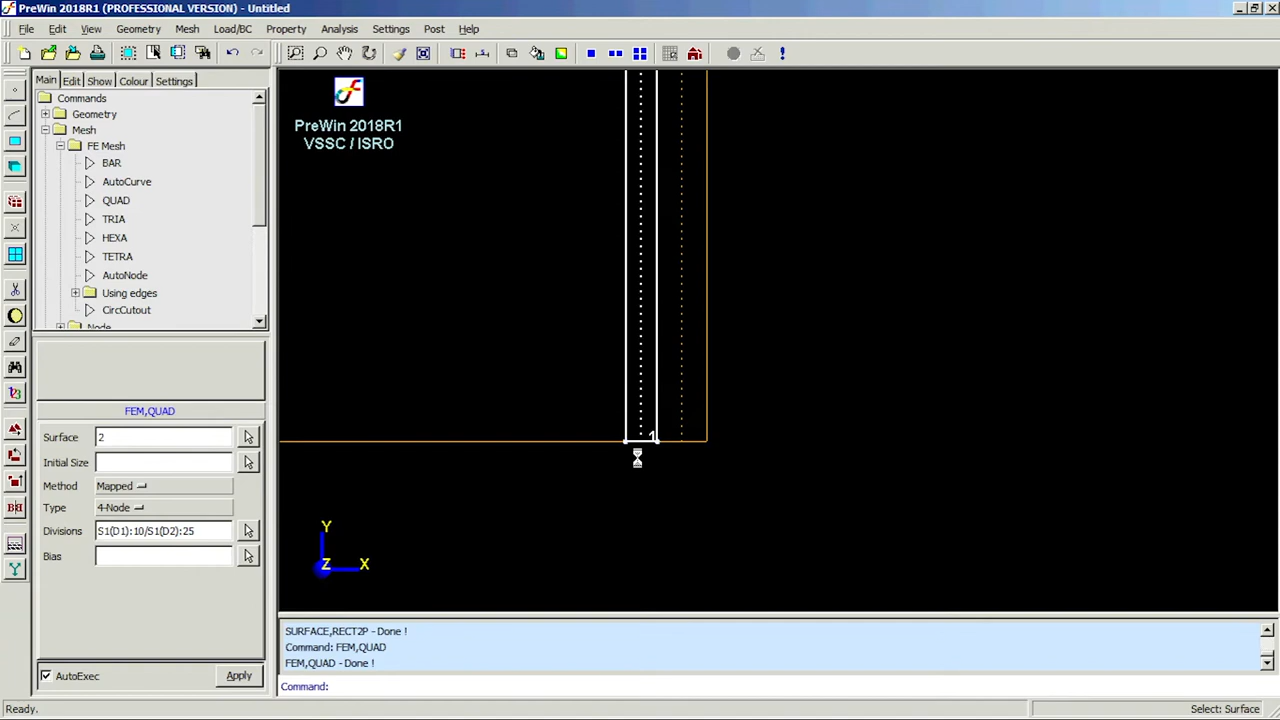 PreWin 2018R1 (PROFESSIONAL VERSION) - Untitled
File Edit View Geometry Mesh Load/BC Property Analysis Settings Post Help
Main Edit Show Colour Settings
Commands
Geometry
Mesh
FE Mesh
BAR
AutoCurve
QUAD
TRIA
HEXA
TETRA
AutoNode
Using edges
CircCutout
Node
FEM,QUAD
Surface 2
Initial Size
Method Mapped
Type 4-Node
Divisions S1(D1):10/S1(D2):25
Bias
AutoExec Apply
PreWin 2018R1
VSSC / ISRO
1
Y
Z X
SURFACE,RECT2P - Done !
Command: FEM,QUAD
FEM,QUAD - Done !
Command:
Ready. Select: Surface